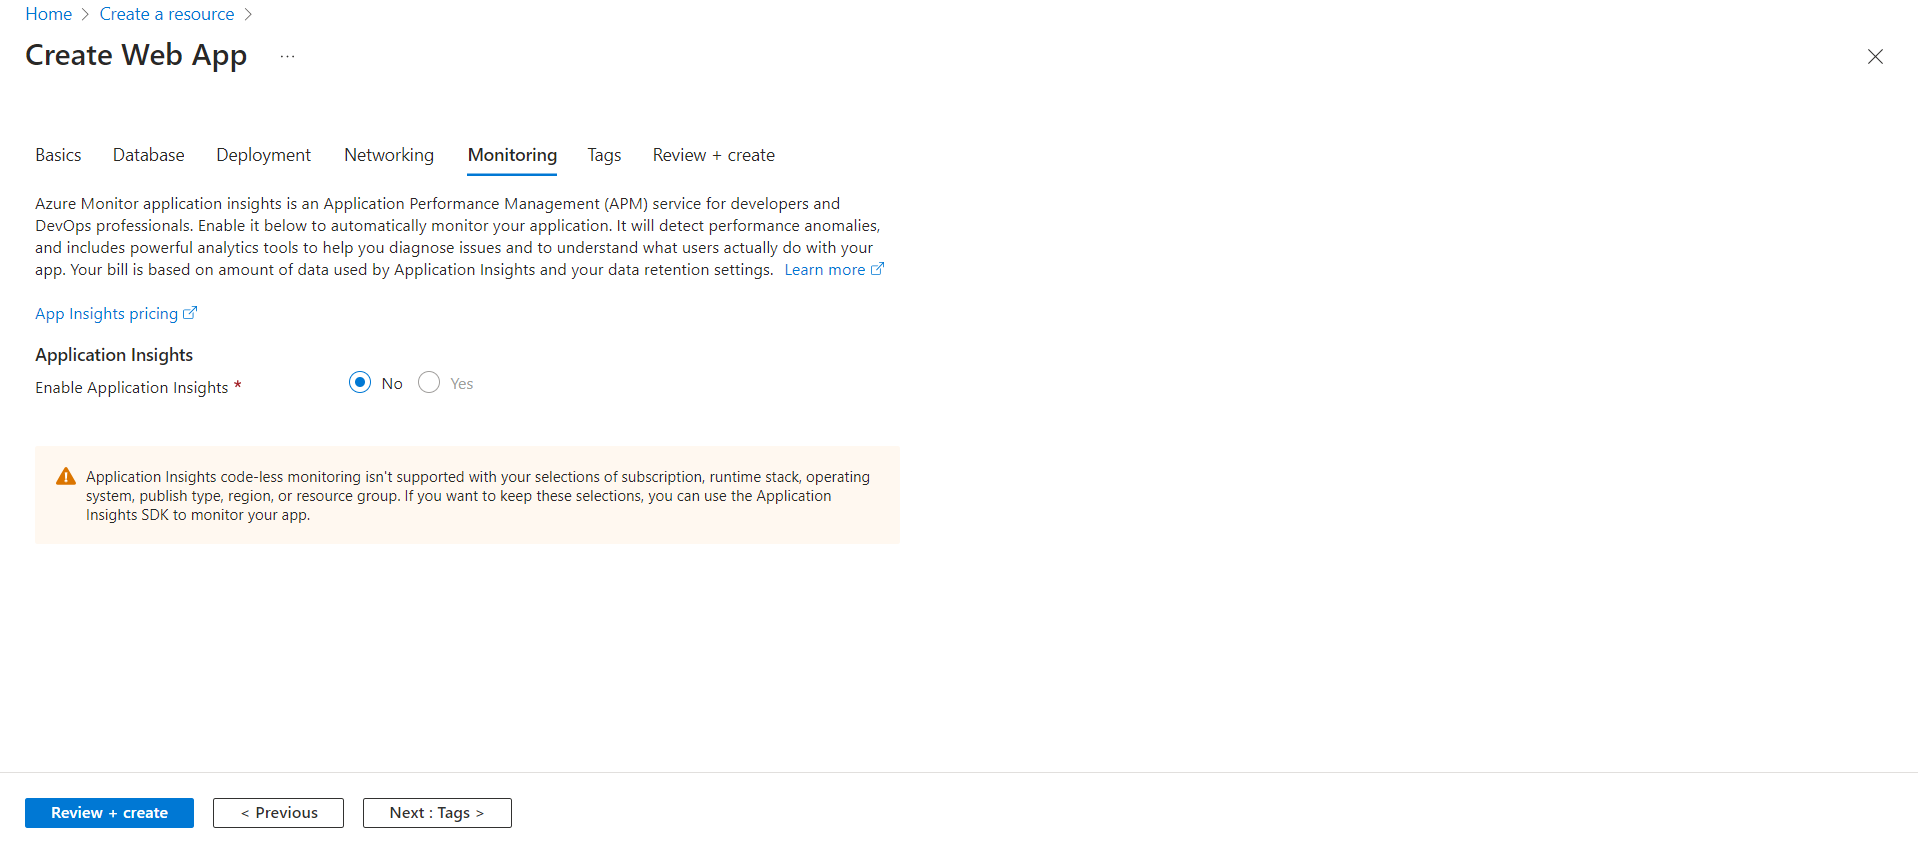 Home > Create a resource >
Create Web App ...
Basics Database Deployment Networking Monitoring Tags Review + create
Azure Monitor application insights is an Application Performance Management (APM) service for developers and
DevOps professionals. Enable it below to automatically monitor your application. It will detect performance anomalies,
and includes powerful analytics tools to help you diagnose issues and to understand what users actually do with your
app. Your bill is based on amount of data used by Application Insights and your data retention settings. Learn more
App Insights pricing
Application Insights
Enable Application Insights * No Yes
Application Insights code-less monitoring isn't supported with your selections of subscription, runtime stack, operating
system, publish type, region, or resource group. If you want to keep these selections, you can use the Application
Insights SDK to monitor your app.
Review + create < Previous Next : Tags >